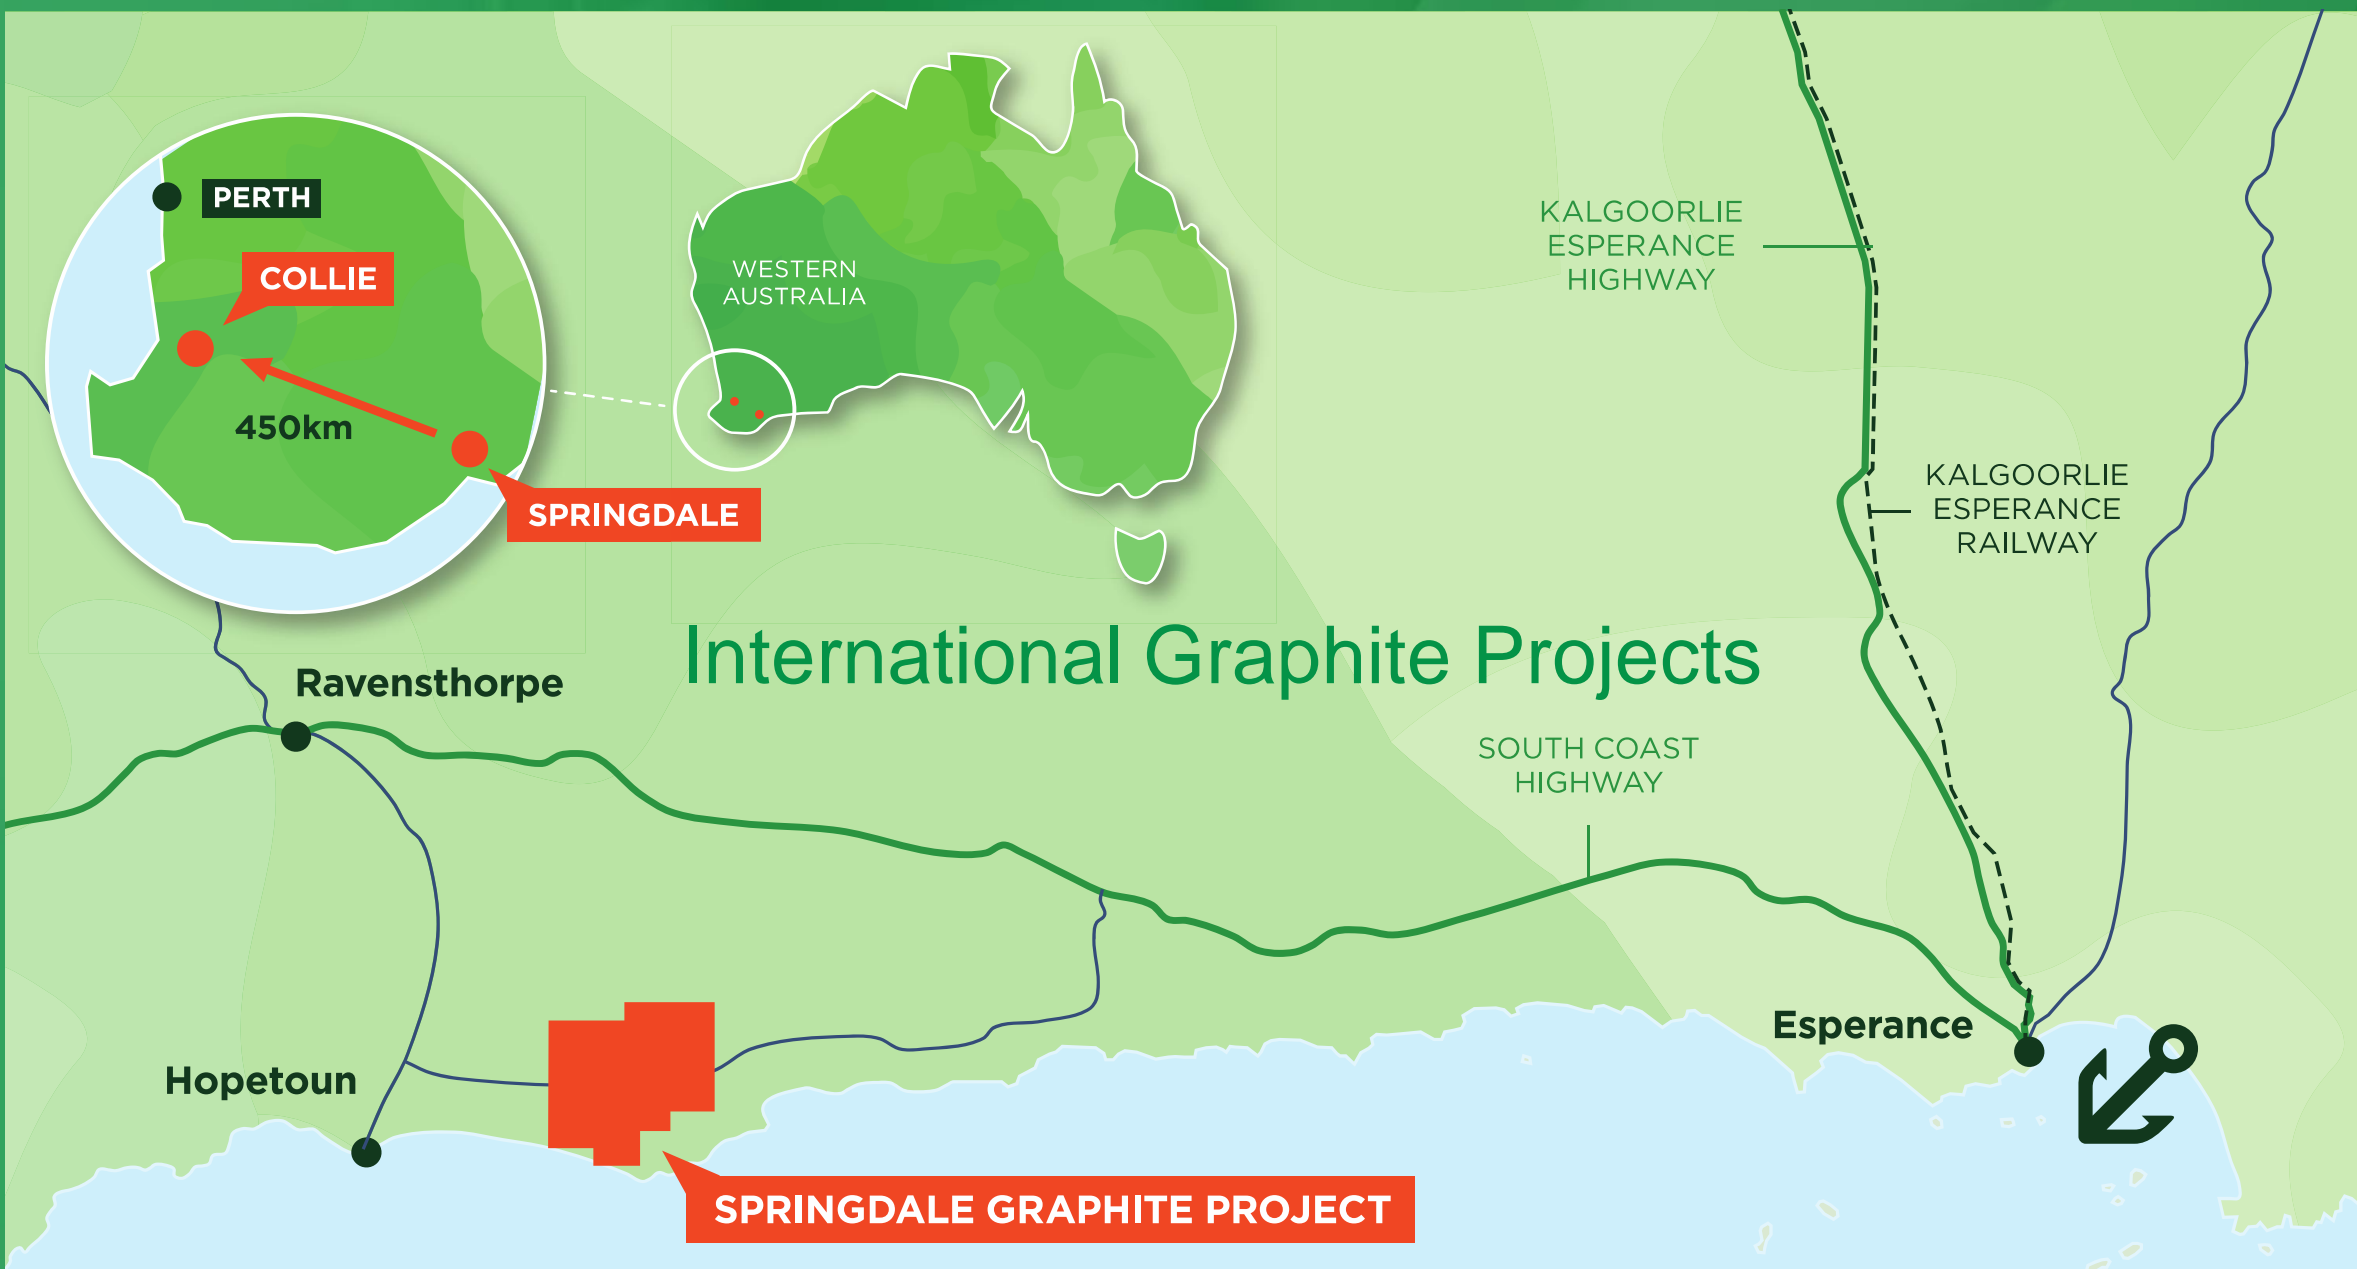 PERTH
COLLIE
450km
SPRINGDALE
WESTERN
AUSTRALIA
KALGOORLIE
ESPERANCE
HIGHWAY
KALGOORLIE
ESPERANCE
RAILWAY
International Graphite Projects
Ravensthorpe
SOUTH COAST
HIGHWAY
Esperance
Hopetoun
SPRINGDALE GRAPHITE PROJECT